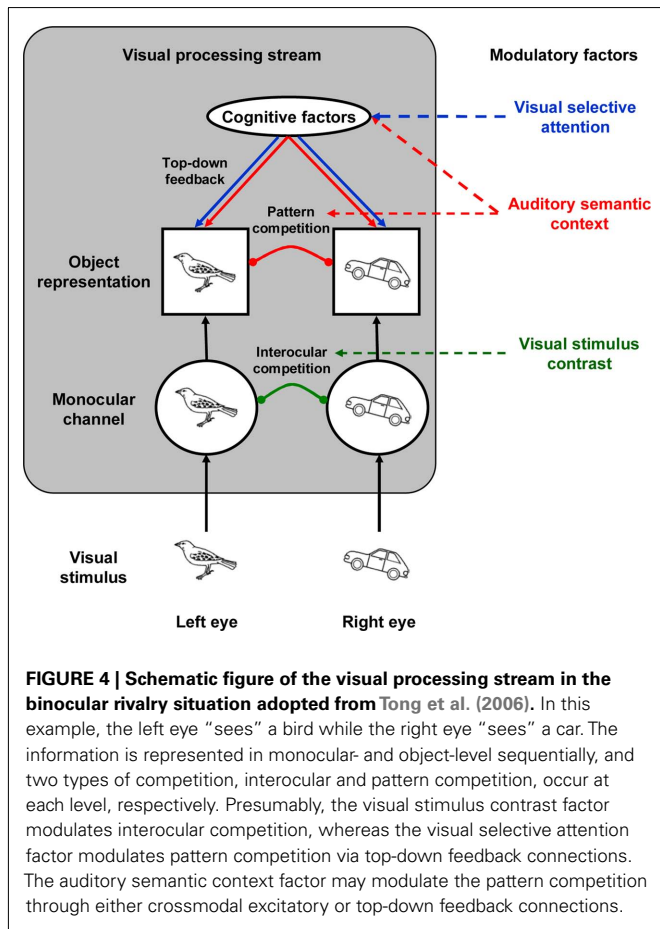 Visual processing stream
Modulatory factors
Cognitive factors
Visual selective
attention
Top-down
feedback
Pattern
competition
Auditory semantic
context
Object
representation
Interocular
competition
Visual stimulus
contrast
Monocular
channel
Visual
stimulus
Left eye
Right eye
FIGURE 4 | Schematic figure of the visual processing stream in the
binocular rivalry situation adopted from Tong et al. (2006). In this
example, the left eye “sees” a bird while the right eye “sees” a car. The
information is represented in monocular- and object-level sequentially, and
two types of competition, interocular and pattern competition, occur at
each level, respectively. Presumably, the visual stimulus contrast factor
modulates interocular competition, whereas the visual selective attention
factor modulates pattern competition via top-down feedback connections.
The auditory semantic context factor may modulate the pattern competition
through either crossmodal excitatory or top-down feedback connections.